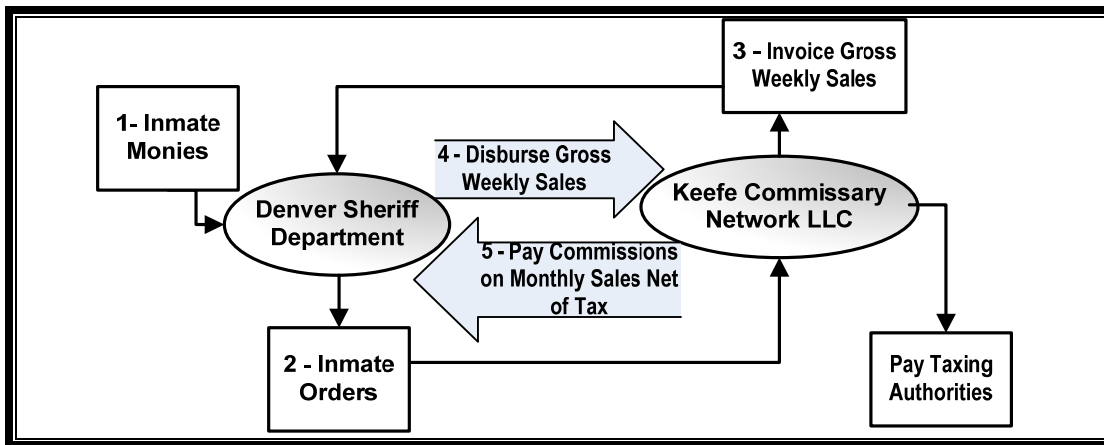 1- Inmate
Monies
Denver Sheriff
Department
2 - Inmate
Orders
3 - Invoice Gross
Weekly Sales
4 - Disburse Gross
Weekly Sales
5 - Pay Commissions
on Monthly Sales Net
of Tax
Keefe Commissary
Network LLC
Pay Taxing
Authorities